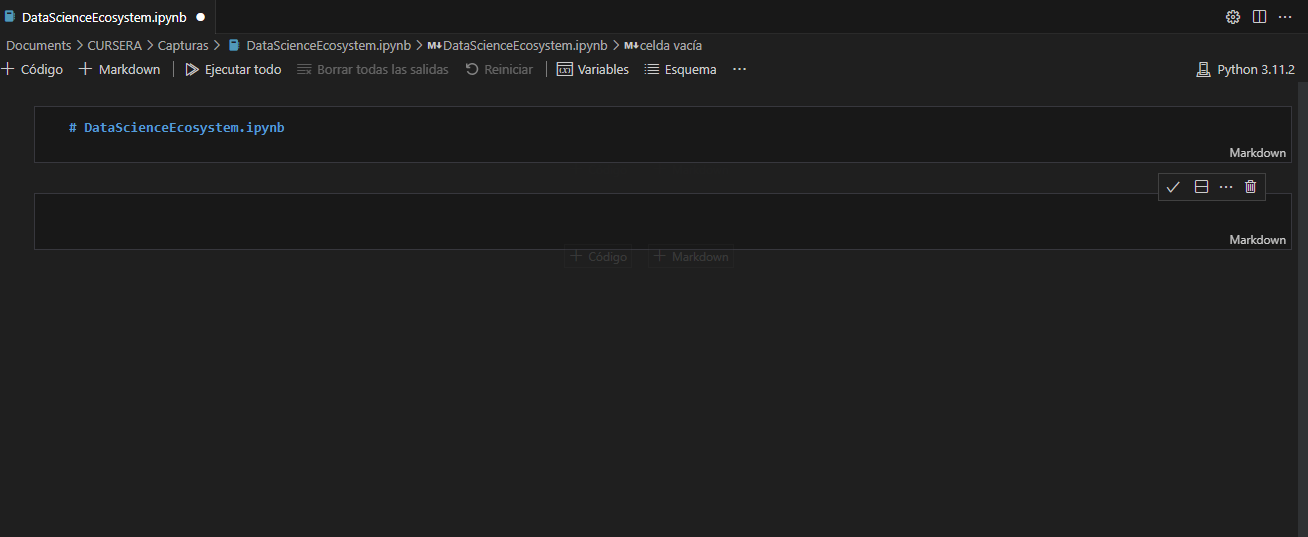 DataScienceEcosystem.ipynb
Documents > CURSERA > Capturas > DataScienceEcosystem.ipynb > M↓DataScienceEcosystem.ipynb > M↓celda vacía
+ Código + Markdown | Ejecutar todo Borrar todas las salidas Reiniciar | Variables Esquema ··· Python 3.11.2
# DataScienceEcosystem.ipynb
Markdown
Markdown
+ Código + Markdown